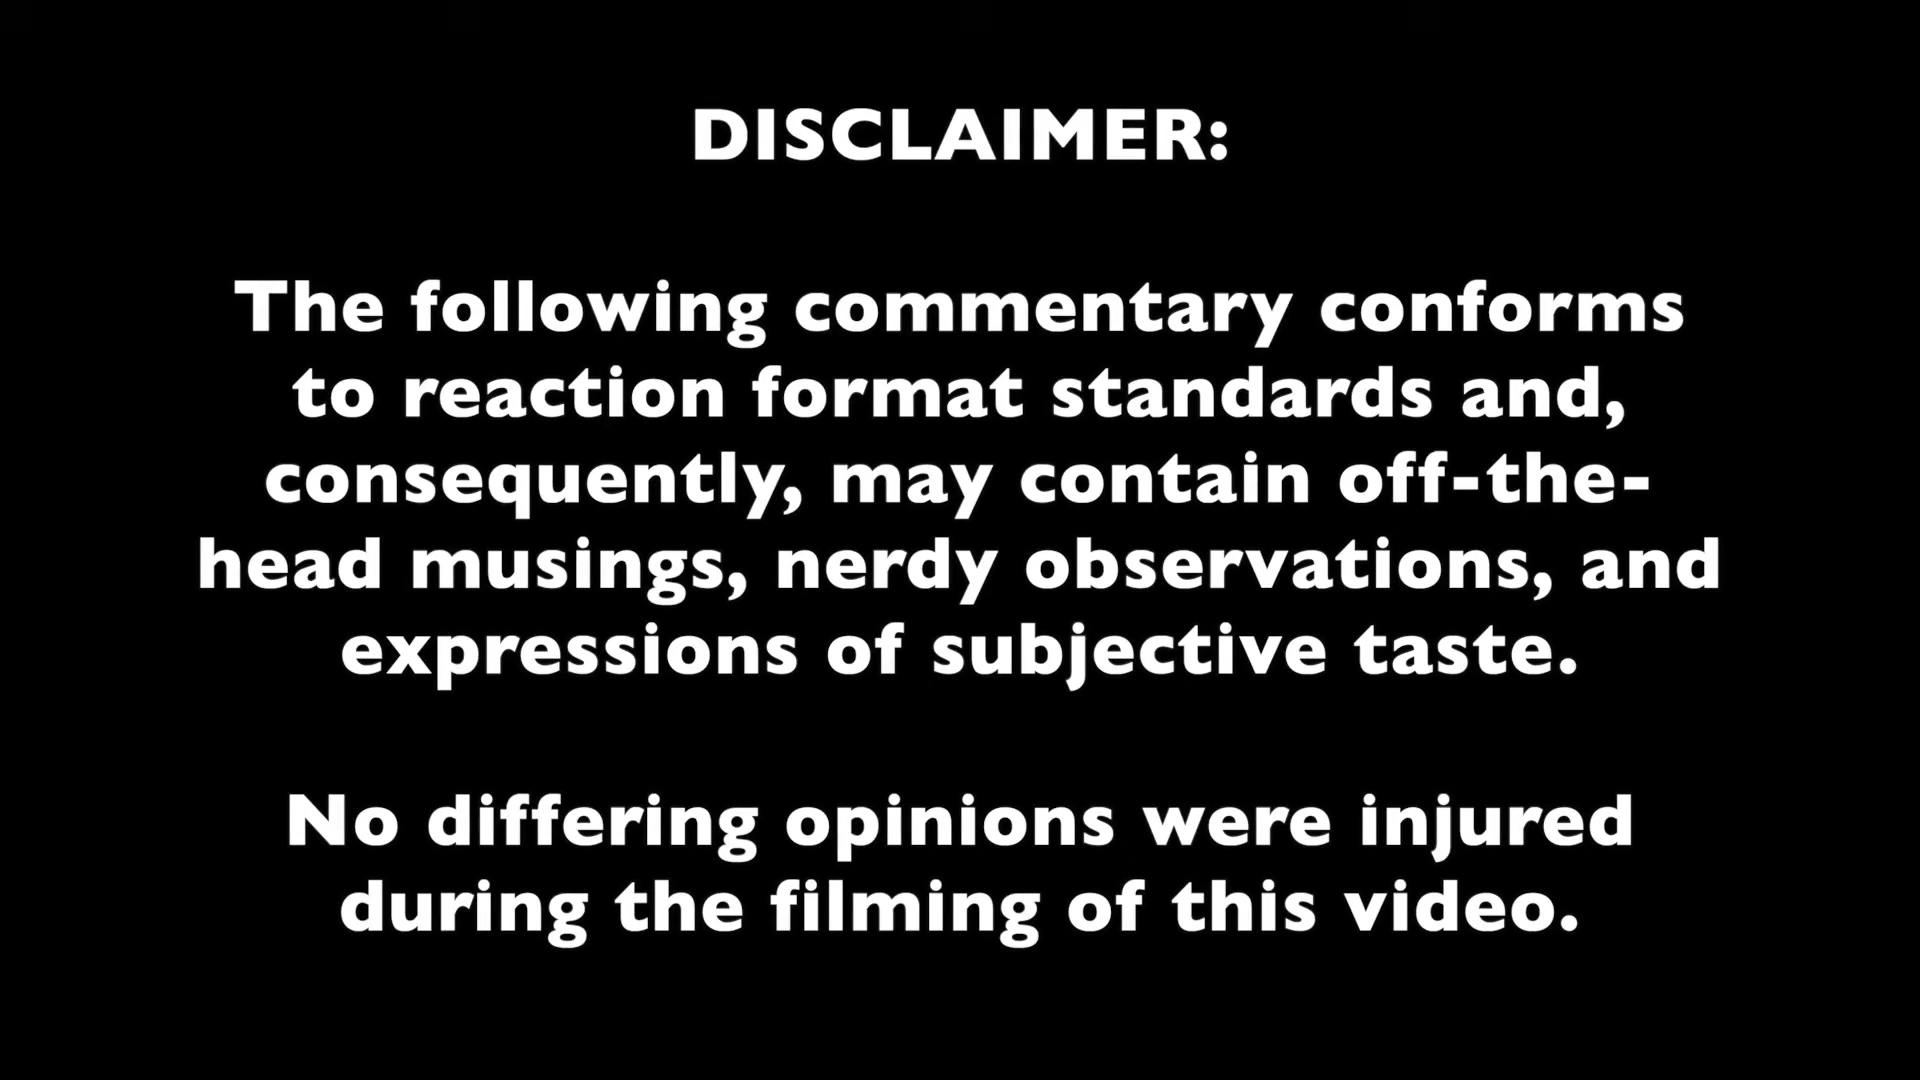 DISCLAIMER:
The following commentary conforms
to reaction format standards and,
consequently, may contain off-the-
head musings, nerdy observations, and
expressions of subjective taste.
No differing opinions were injured
during the filming of this video.